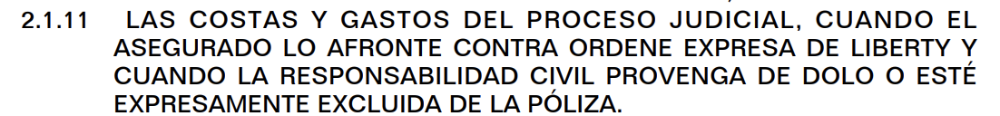 2.1.11 LAS COSTAS Y GASTOS DEL PROCESO JUDICIAL, CUANDO EL
ASEGURADO LO AFRONTE CONTRA ORDENE EXPRESA DE LIBERTY Y
CUANDO LA RESPONSABILIDAD CIVIL PROVENGA DE DOLO O ESTÉ
EXPRESAMENTE EXCLUIDA DE LA PÓLIZA.